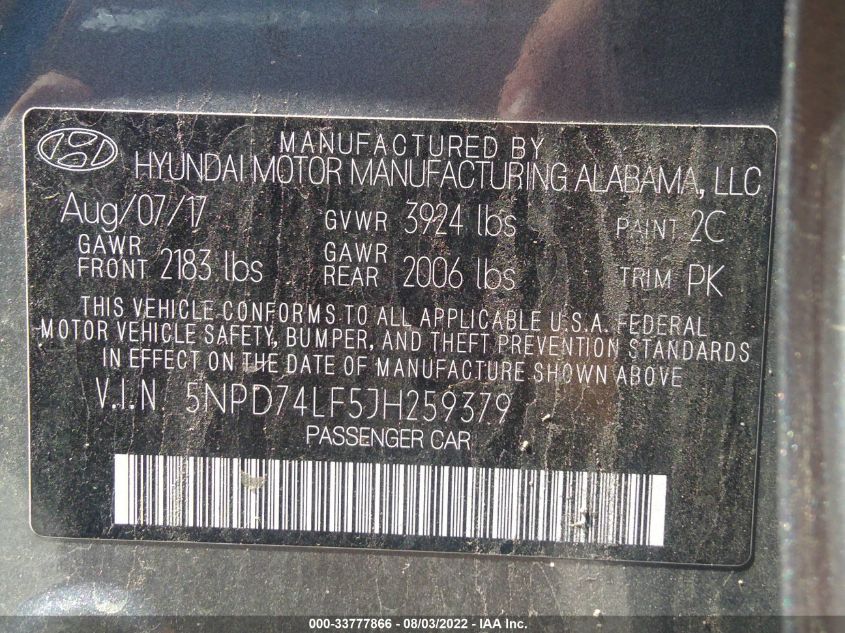 MANUFACTURED BY
HYUNDAI MOTOR MANUFACTURING ALABAMA, LLC
Aug/07/17 GVWR 3924 lbs PAINT 2C
GAWR FRONT 2183 lbs GAWR REAR 2006 lbs TRIM PK
THIS VEHICLE CONFORMS TO ALL APPLICABLE U.S.A. FEDERAL
MOTOR VEHICLE SAFETY, BUMPER, AND THEFT PREVENTION STANDARDS
IN EFFECT ON THE DATE OF MANUFACTURE SHOWN ABOVE
V.I.N. 5NPD74LF5JH259379
PASSENGER CAR
000-33777866 - 08/03/2022 - IAA Inc.